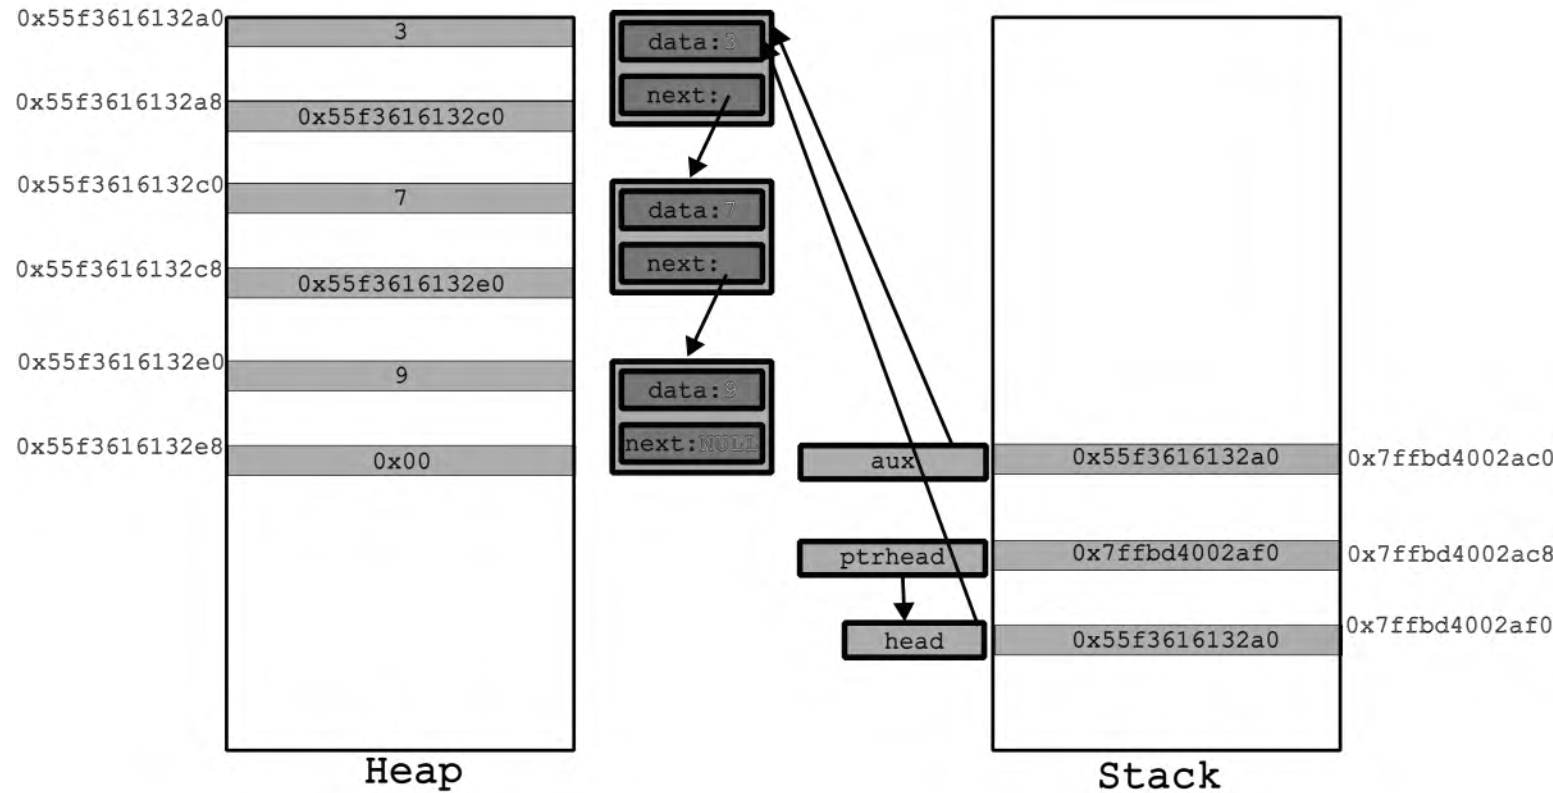 0x55f3616132a0
3
0x55f3616132a8
0x55f3616132c0
0x55f3616132c0
7
0x55f3616132c8
0x55f3616132e0
0x55f3616132e0
9
0x55f3616132e8
0x00
Heap
data:3
next:
data:7
next:
data:9
next:NULL
aux
0x55f3616132a0
0x7ffbd4002ac0
ptrhead
0x7ffbd4002af0
0x7ffbd4002ac8
head
0x55f3616132a0
0x7ffbd4002af0
Stack